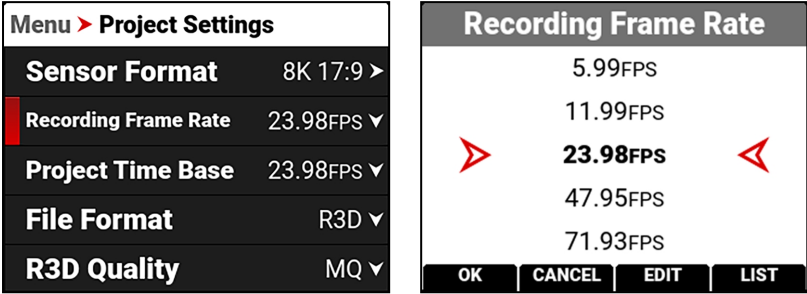 Menu ➤ Project Settings
Sensor Format 8K 17:9
Recording Frame Rate 23.98FPS
Project Time Base 23.98FPS
File Format R3D
R3D Quality MQ
Recording Frame Rate
5.99FPS
11.99FPS
23.98FPS
47.95FPS
71.93FPS
OK CANCEL EDIT LIST